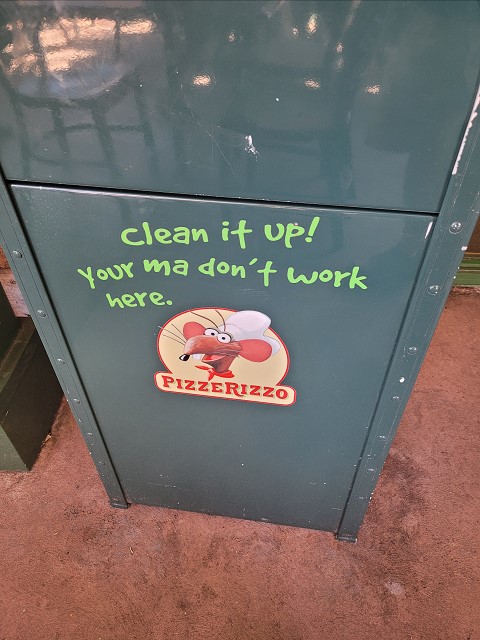 Clean it up!
Your ma don't work
here.
PIZZERIZZO